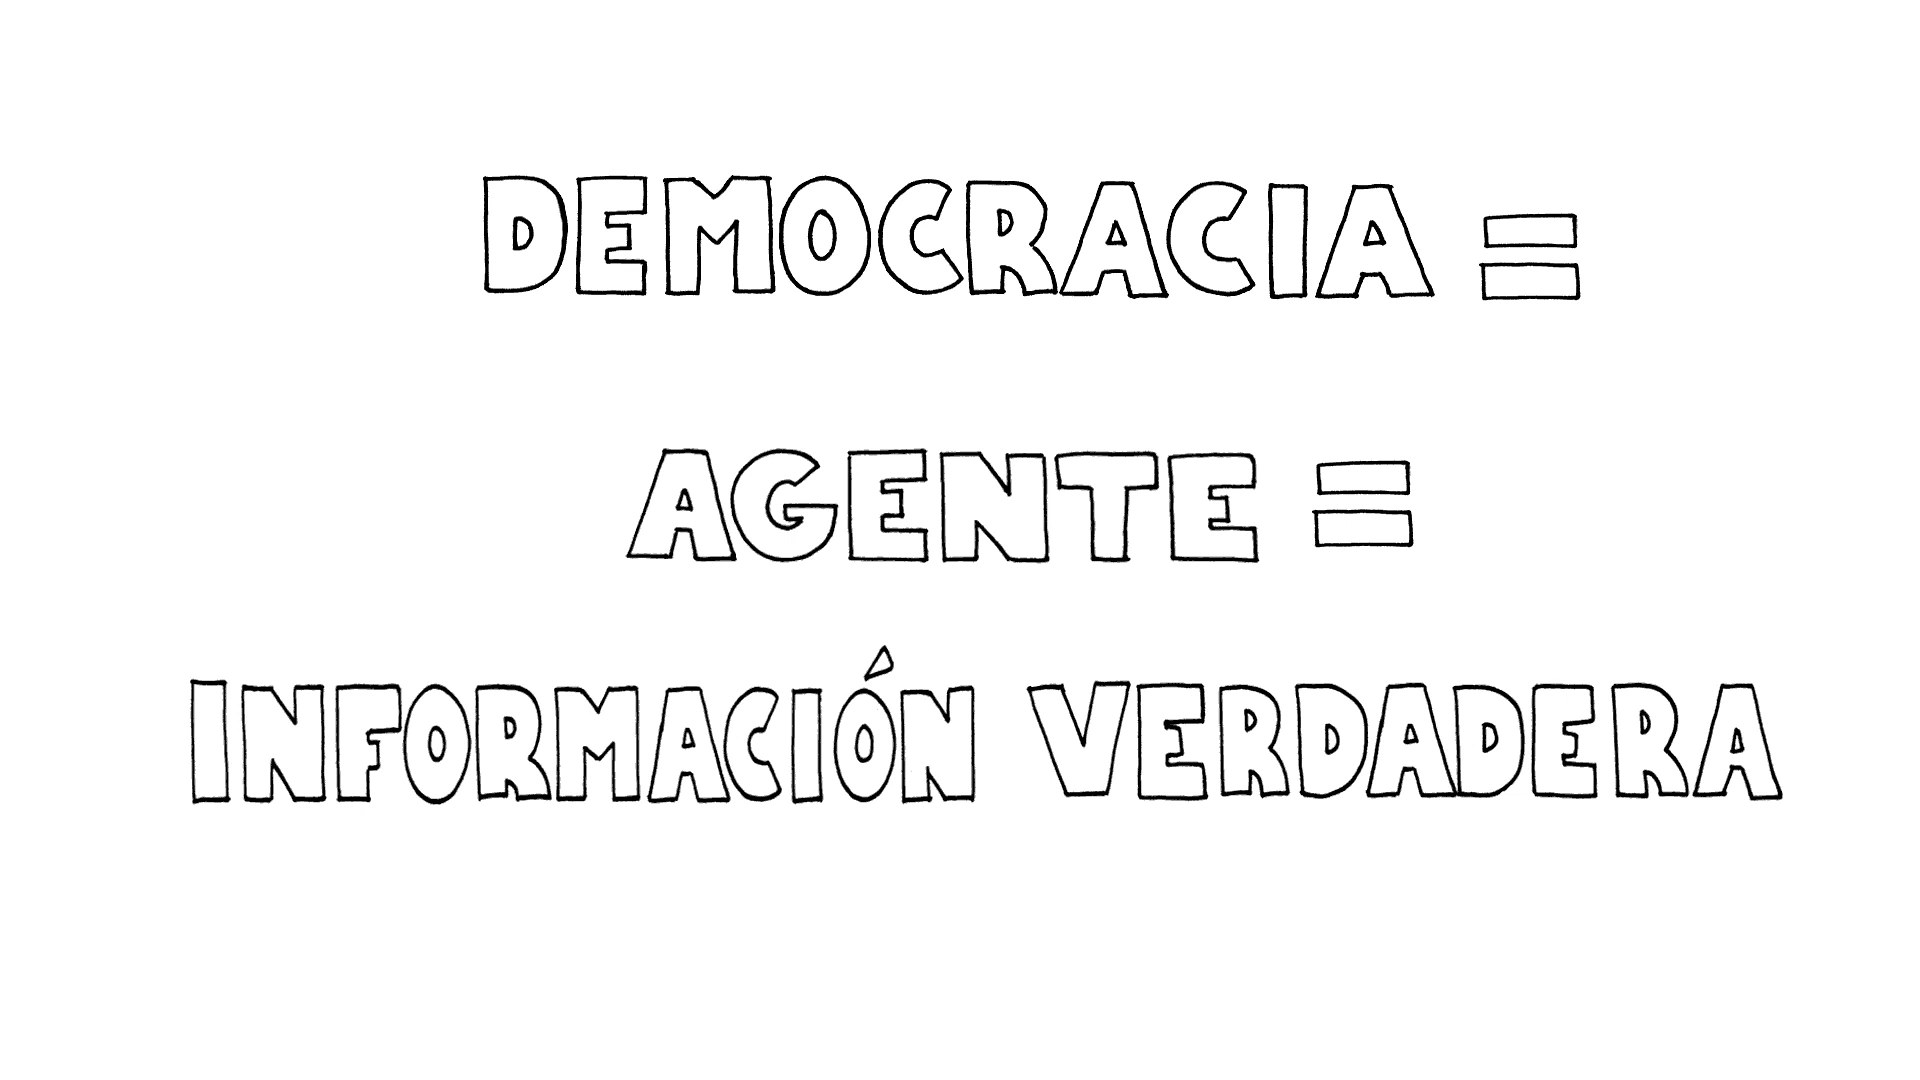 DEMOCRACIA =
AGENTE =
INFORMACIÓN VERDADERA